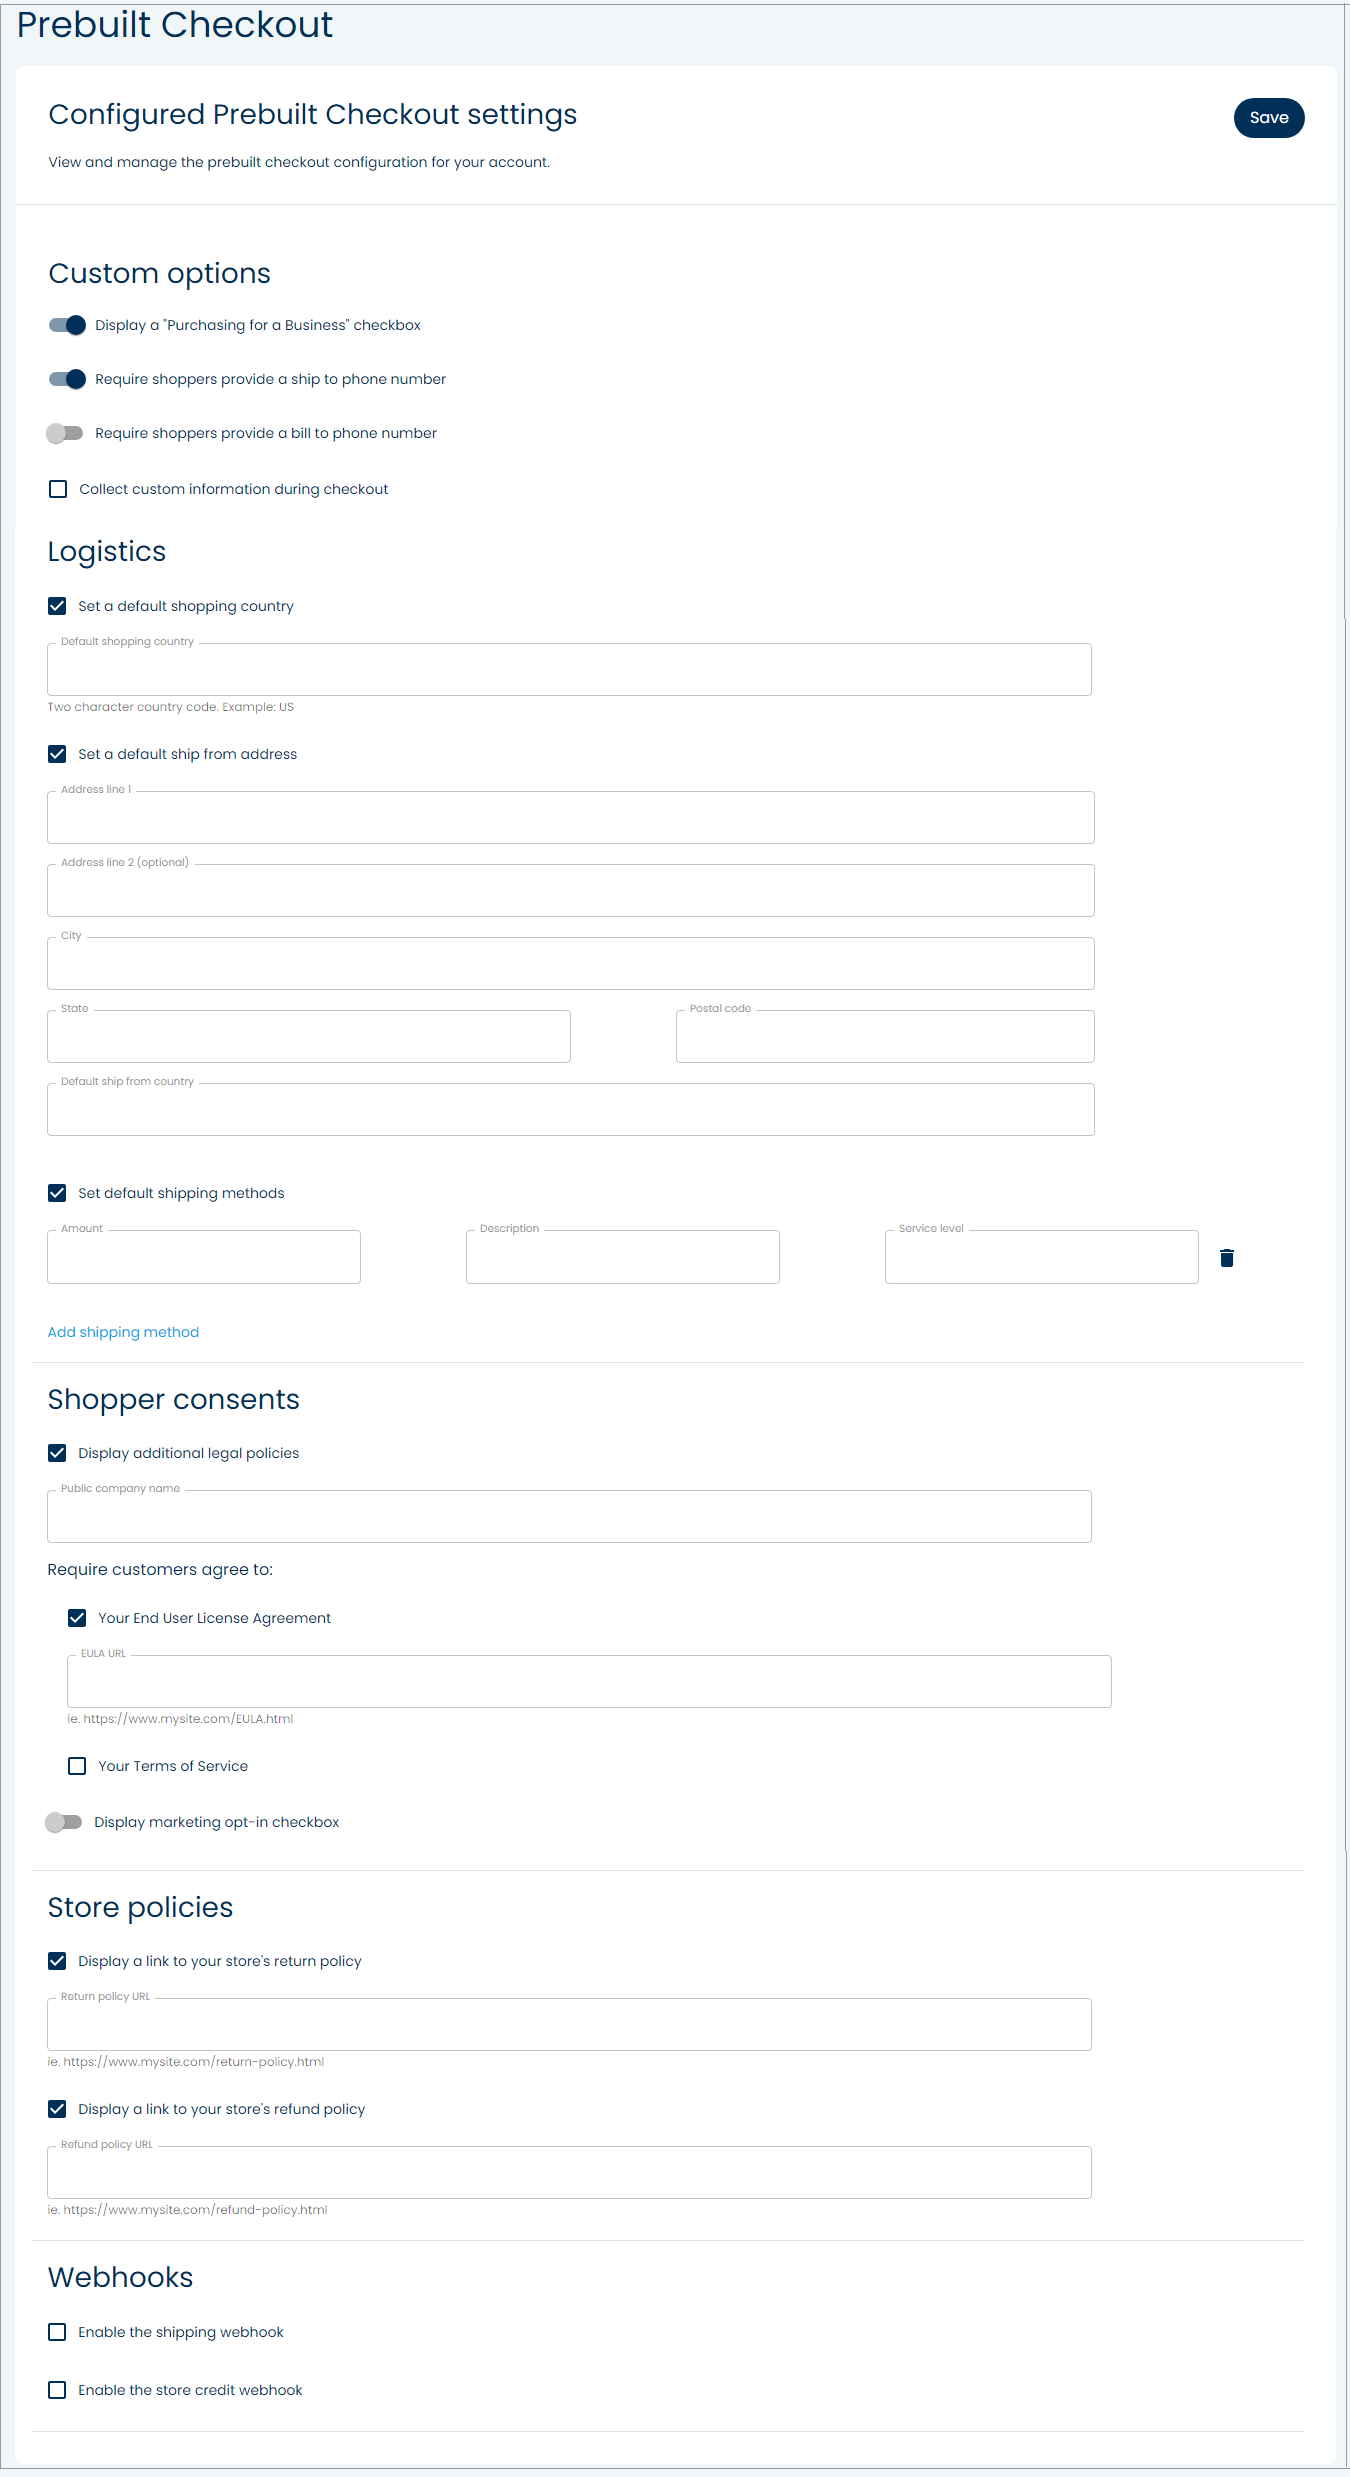 Prebuilt Checkout
Configured Prebuilt Checkout settings
Save
View and manage the prebuilt checkout configuration for your account.
Custom options
Display a "Purchasing for a Business" checkbox
Require shoppers provide a ship to phone number
Require shoppers provide a bill to phone number
Collect custom information during checkout
Logistics
Set a default shopping country
Default shopping country
Two character country code. Example: US
Set a default ship from address
Address line 1
Address line 2 (optional)
City
State
Postal code
Default ship from country
Set default shipping methods
Amount
Description
Service level
Add shipping method
Shopper consents
Display additional legal policies
Public company name
Require customers agree to:
Your End User License Agreement
EULA URL
ie. https://www.mysite.com/EULA.html
Your Terms of Service
Display marketing opt-in checkbox
Store policies
Display a link to your store's return policy
Return policy URL
ie. https://www.mysite.com/return-policy.html
Display a link to your store's refund policy
Refund policy URL
ie. https://www.mysite.com/refund-policy.html
Webhooks
Enable the shipping webhook
Enable the store credit webhook